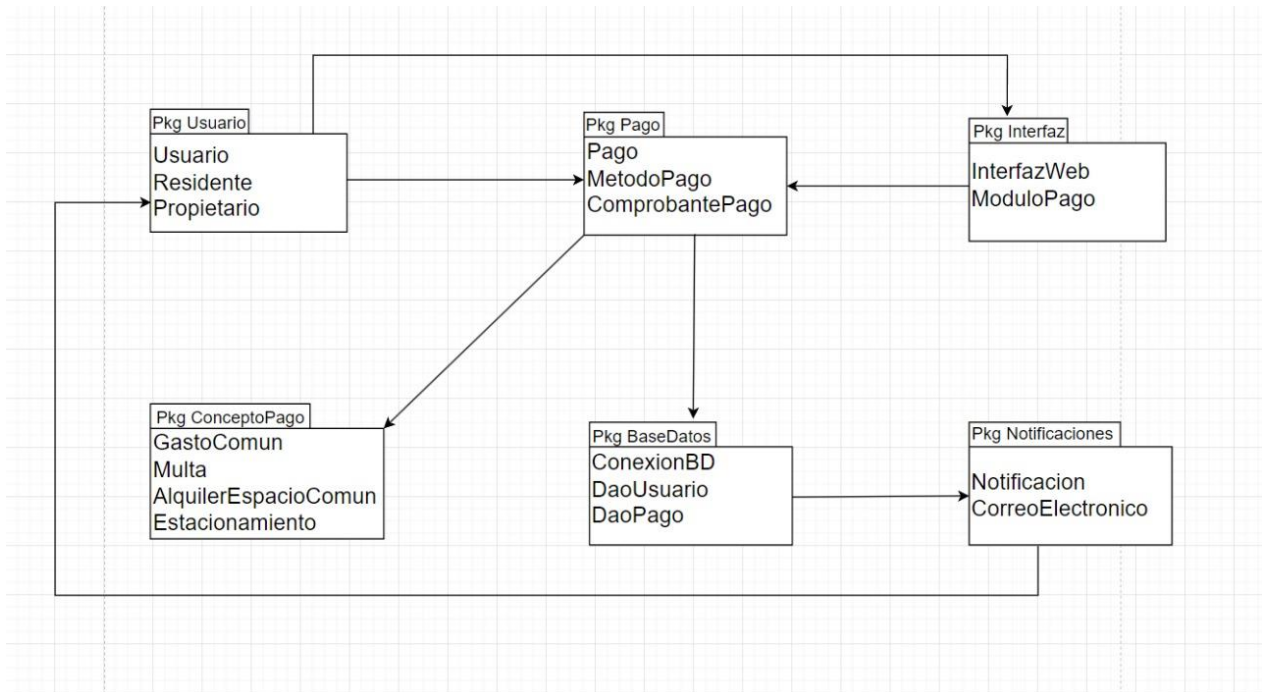 Pkg Usuario
Usuario
Residente
Propietario
Pkg Pago
Pago
MetodoPago
ComprobantePago
Pkg Interfaz
InterfazWeb
ModuloPago
Pkg ConceptoPago
GastoComun
Multa
AlquilerEspacioComun
Estacionamiento
Pkg BaseDatos
ConexionBD
DaoUsuario
DaoPago
Pkg Notificaciones
Notificacion
CorreoElectronico